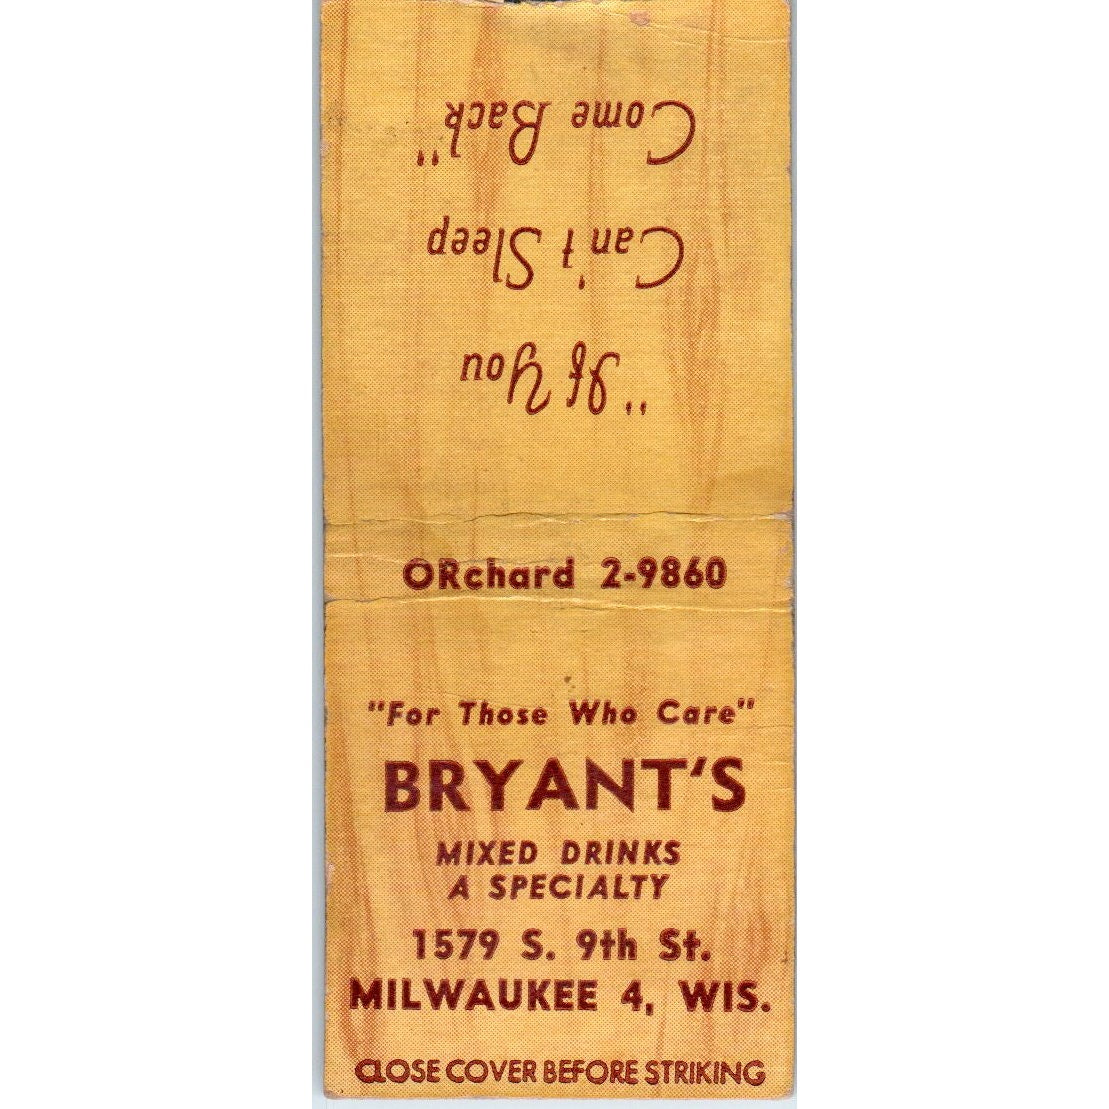 "If You
Can't Sleep
Come Back"
ORchard 2-9860
"For Those Who Care"
BRYANT'S
MIXED DRINKS
A SPECIALTY
1579 S. 9th St.
MILWAUKEE 4, WIS.
CLOSE COVER BEFORE STRIKING